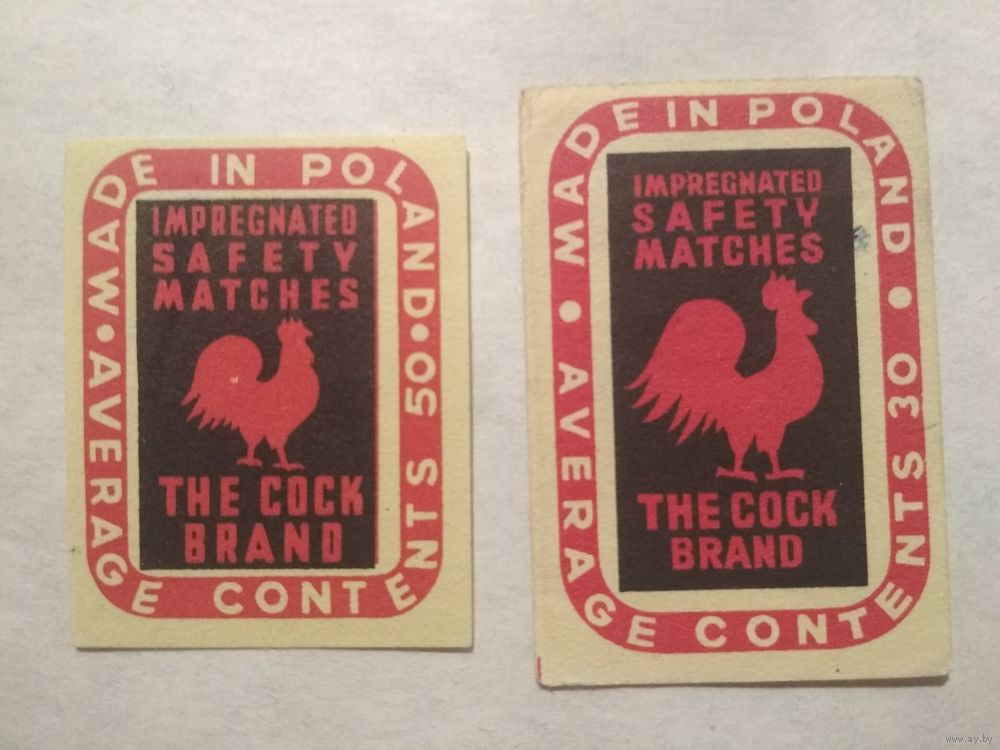 MADE IN POLAND
IMPREGNATED
SAFETY
MATCHES
THE COCK
BRAND
AVERAGE CONTENTS 50
MADE IN POLAND
IMPREGNATED
SAFETY
MATCHES
THE COCK
BRAND
AVERAGE CONTENTS 30
www.ay.by